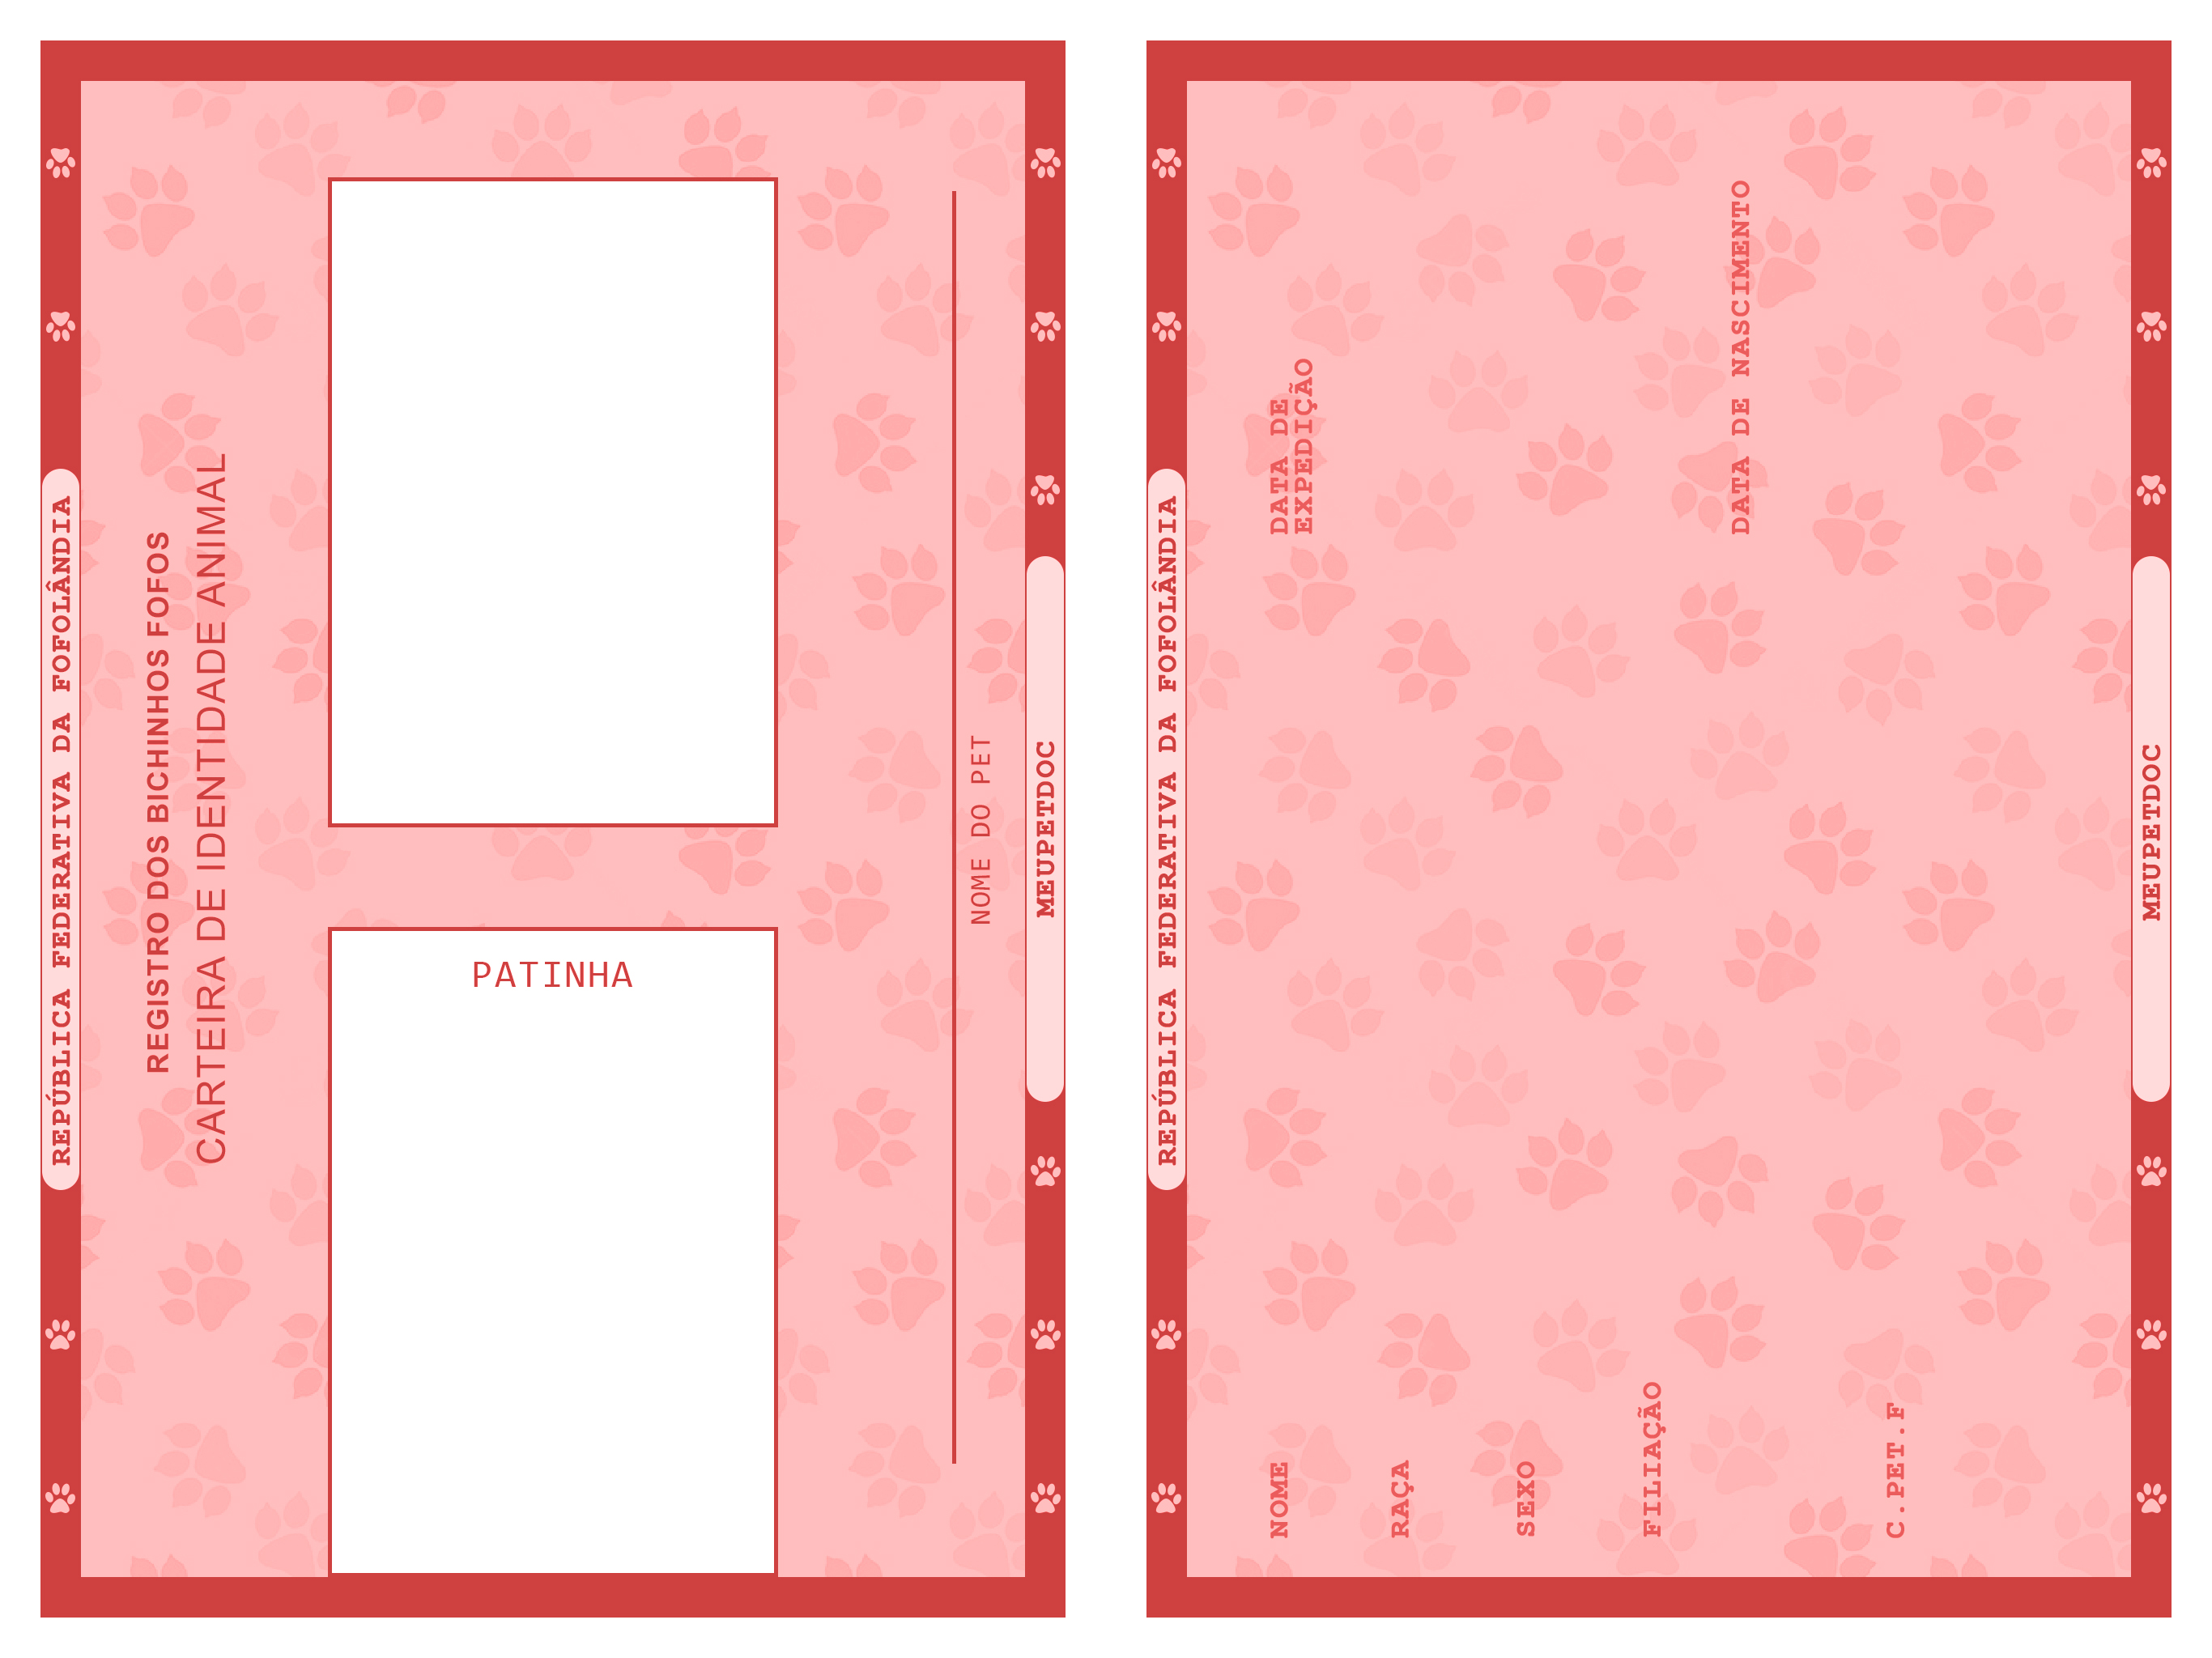 REPÚBLICA FEDERATIVA DA FOFOLÂNDIA
REGISTRO DOS BICHINHOS FOFOS
CARTEIRA DE IDENTIDADE ANIMAL
PATINHA
NOME DO PET
MEUPETDOC
REPÚBLICA FEDERATIVA DA FOFOLÂNDIA
NOME
DATA DE
EXPEDIÇÃO
RAÇA
SEXO
FILIAÇÃO
DATA DE NASCIMENTO
C.PET.F
MEUPETDOC